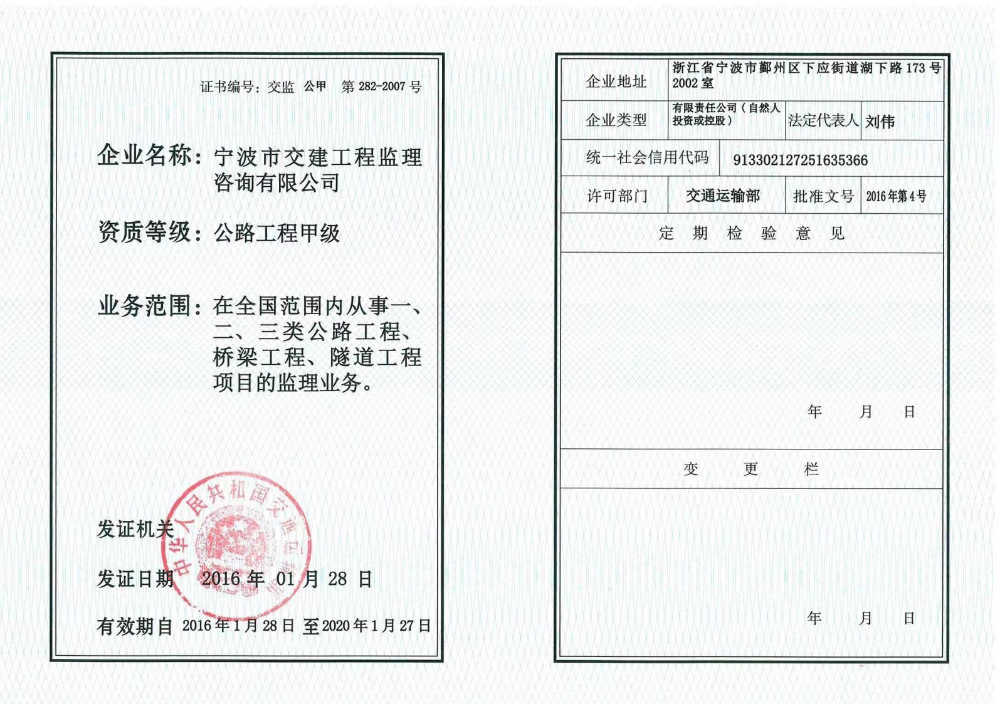 证书编号：交监 公甲 第 282-2007 号
企业名称：宁波市交建工程监理
咨询有限公司
资质等级：公路工程甲级
业务范围：在全国范围内从事一、
二、三类公路工程、
桥梁工程、隧道工程
项目的监理业务。
中华人民共和国交通运输部
发证机关
发证日期 2016 年 01 月 28 日
有效期自 2016 年 1 月 28 日 至 2020 年 1 月 27 日
企业地址 浙江省宁波市鄞州区下应街道湖下路 173 号
2002 室
企业类型 有限责任公司（自然人
投资或控股） 法定代表人 刘伟
统一社会信用代码 913302127251635366
许可部门 交通运输部 批准文号 2016 年第 4 号
定期检验意见
年 月 日
变更栏
年 月 日